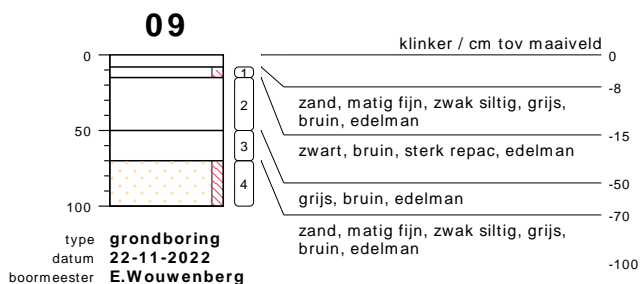 09
klinker / cm tov maaiveld
0
0
-8
1
zand, matig fijn, zwak siltig, grijs,
bruin, edelman
2
-15
zwart, bruin, sterk repac, edelman
50
3
-50
grijs, bruin, edelman
-70
4
zand, matig fijn, zwak siltig, grijs,
bruin, edelman
100
-100
type grondboring
datum 22-11-2022
boormeester E.Wouwenberg